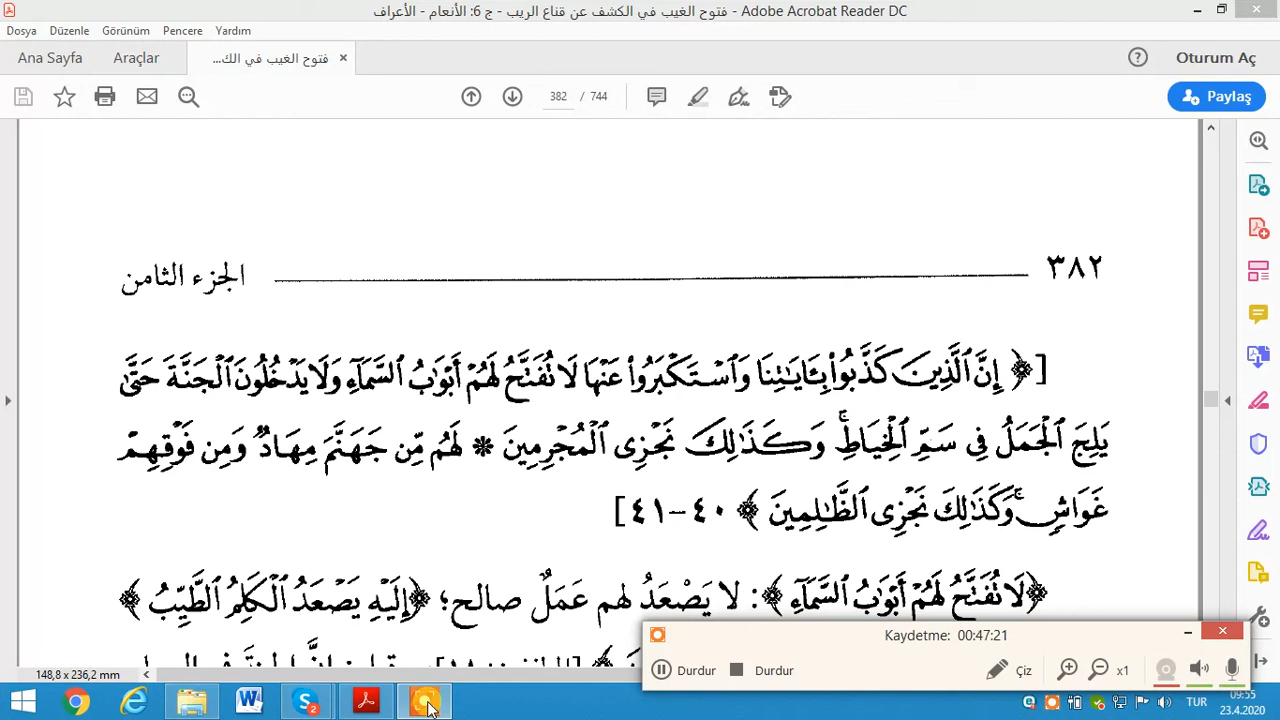 فتوح الغيب في الكشف عن قناع الريب - ج 6: الأنعام - الأعراف - Adobe Acrobat Reader DC
Dosya Düzenle Görünüm Pencere Yardım
Ana Sayfa Araçlar فتوح الغيب في الك... × Oturum Aç
382 / 744 Paylaş
٣٨٢ الجزء الثامن
[﴿إِنَّ الَّذِينَ كَذَّبُوا۟ بِـَٔايَـٰتِنَا وَٱسْتَكْبَرُوا۟ عَنْهَا لَا تُفَتَّحُ لَهُمْ أَبْوَٰبُ ٱلسَّمَآءِ وَلَا يَدْخُلُونَ ٱلْجَنَّةَ حَتَّىٰ
يَلِجَ ٱلْجَمَلُ فِى سَمِّ ٱلْخِيَاطِ ۚ وَكَذَٰلِكَ نَجْزِى ٱلْمُجْرِمِينَ * لَهُم مِّن جَهَنَّمَ مِهَادٌ وَمِن فَوْقِهِمْ
غَوَاشٍ ۚ وَكَذَٰلِكَ نَجْزِى ٱلظَّـٰلِمِينَ﴾ ٤٠-٤١]
﴿لَا تُفَتَّحُ لَهُمْ أَبْوَٰبُ ٱلسَّمَآءِ﴾: لا يَصْعَدُ لهم عَمَلٌ صالح؛ ﴿إِلَيْهِ يَصْعَدُ ٱلْكَلِمُ ٱلطَّيِّبُ﴾
Kaydetme: 00:47:21
Durdur Durdur Çiz x1
148,8 x 236,2 mm
TUR 09:55
23.4.2020